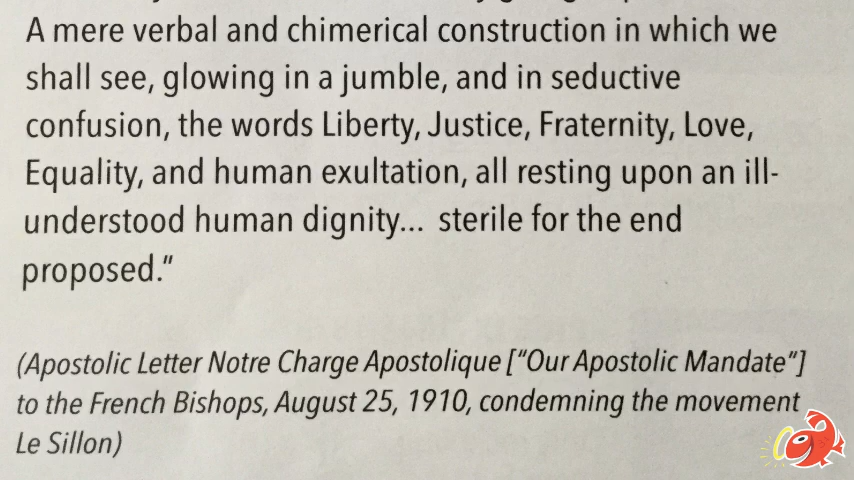 A mere verbal and chimerical construction in which we
shall see, glowing in a jumble, and in seductive
confusion, the words Liberty, Justice, Fraternity, Love,
Equality, and human exultation, all resting upon an ill-
understood human dignity... sterile for the end
proposed."
(Apostolic Letter Notre Charge Apostolique ["Our Apostolic Mandate"]
to the French Bishops, August 25, 1910, condemning the movement
Le Sillon)